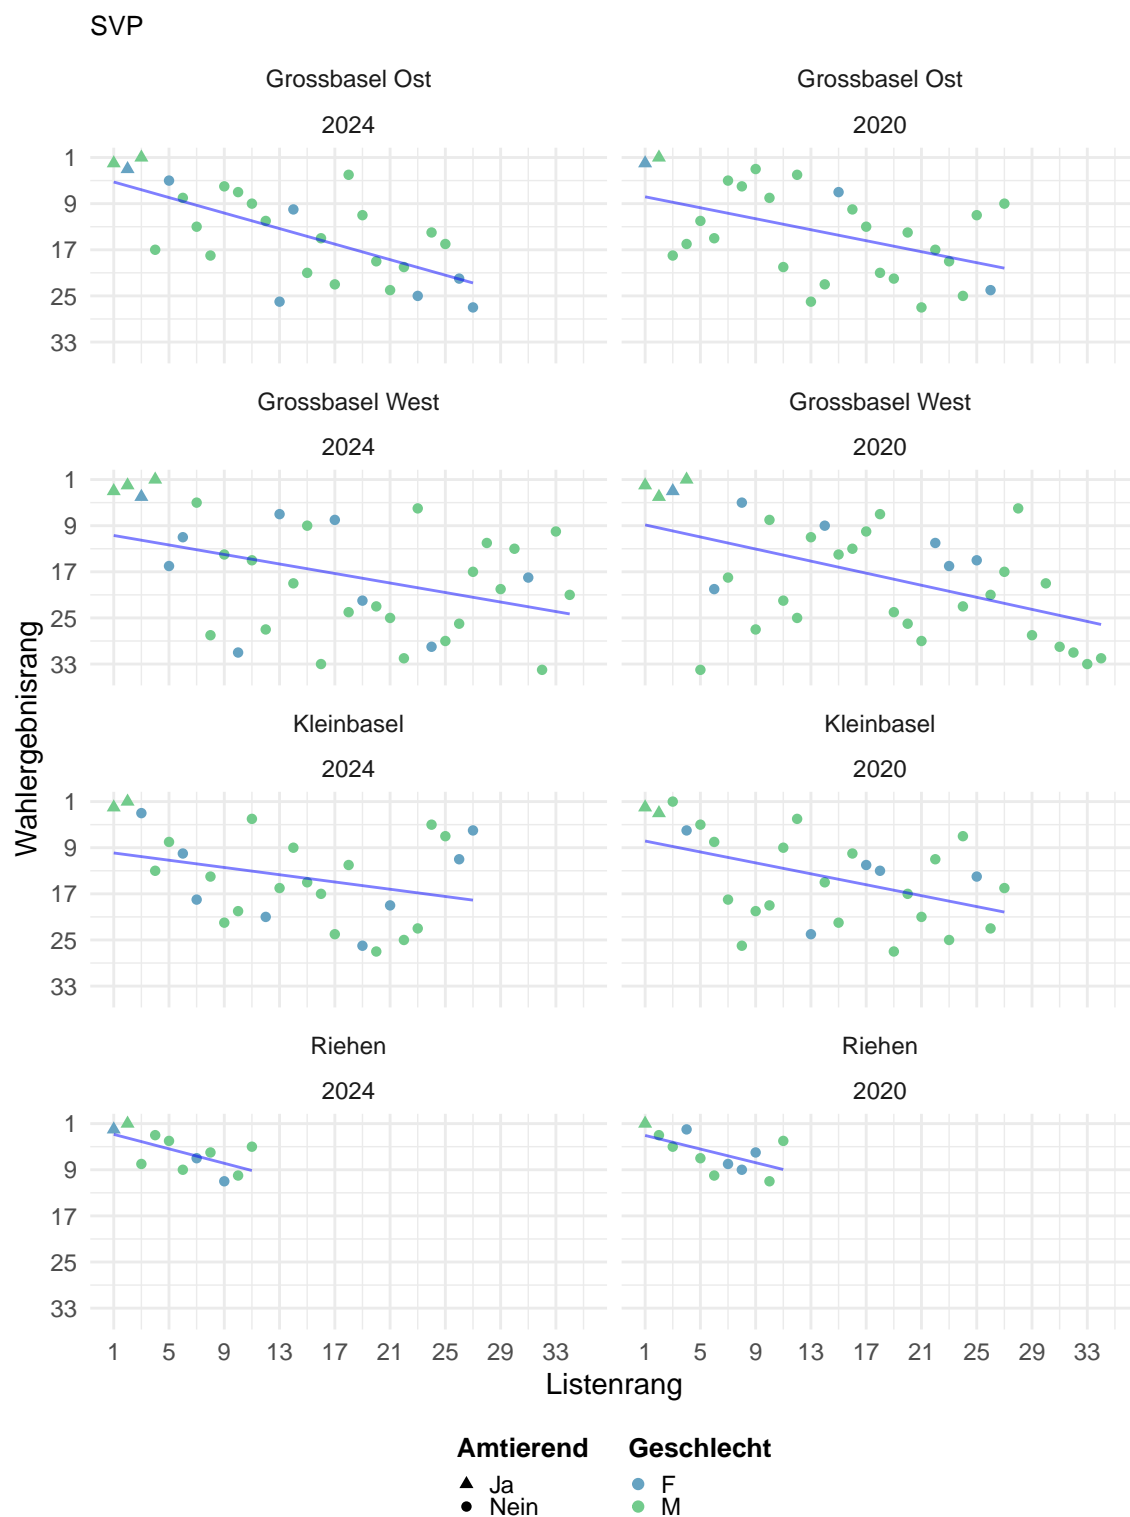 SVP
Grossbasel Ost
Grossbasel Ost
2024
2020
1
9
17
25
33
Grossbasel West
Grossbasel West
2024
2020
1
9
17
25
33
Wahlergebnisrang
Kleinbasel
Kleinbasel
2024
2020
1
9
17
25
33
Riehen
Riehen
2024
2020
1
9
17
25
33
1 5 9 13 17 21 25 29 33
1 5 9 13 17 21 25 29 33
Listenrang
Amtierend
Ja
Nein
Geschlecht
F
M